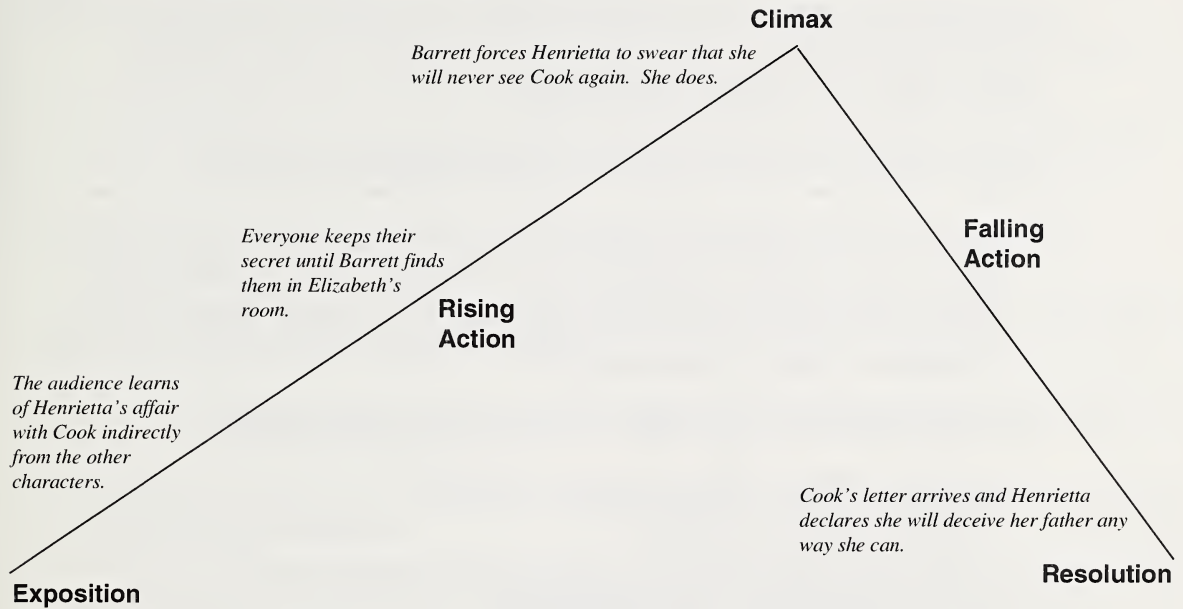 Climax
Barrett forces Henrietta to swear that she
will never see Cook again. She does.
Everyone keeps their
secret until Barrett finds
them in Elizabeth's
room.
Rising
Action
Falling
Action
The audience learns
of Henrietta's affair
with Cook indirectly
from the other
characters.
Cook's letter arrives and Henrietta
declares she will deceive her father any
way she can.
Resolution
Exposition